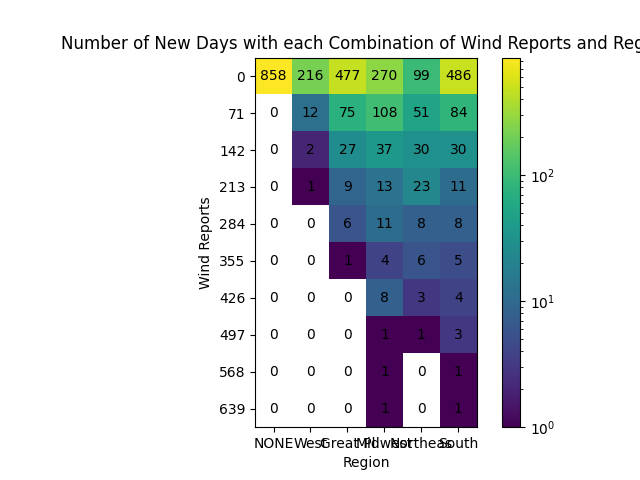 Number of New Days with each Combination of Wind Reports and Reg
0 858 216 477 270 99 486
71 0 12 75 108 51 84
142 0 2 27 37 30 30
213 0 1 9 13 23 11
284 0 0 6 11 8 8
355 0 0 1 4 6 5
426 0 0 0 8 3 4
497 0 0 0 1 1 3
568 0 0 0 1 0 1
639 0 0 0 1 0 1
NONE West Great Pl Midwest Northeas South
Region
Wind Reports
10^2
10^1
10^0